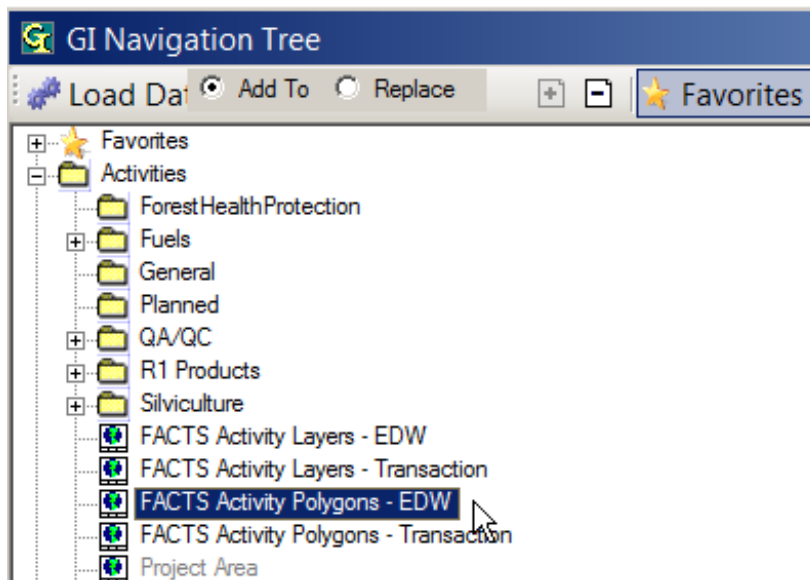 GI GI Navigation Tree
Load Dat Add To Replace Favorites
Favorites
Activities
ForestHealthProtection
Fuels
General
Planned
QA/QC
R1 Products
Silviculture
FACTS Activity Layers - EDW
FACTS Activity Layers - Transaction
FACTS Activity Polygons - EDW
FACTS Activity Polygons - Transaction
Project Area